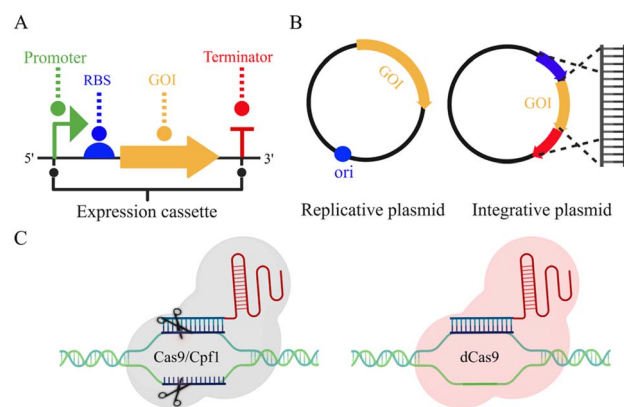 A
Promoter
RBS
GOI
Terminator
5'
3'
Expression cassette
B
GOI
ori
Replicative plasmid
GOI
Integrative plasmid
C
Cas9/Cpf1
dCas9